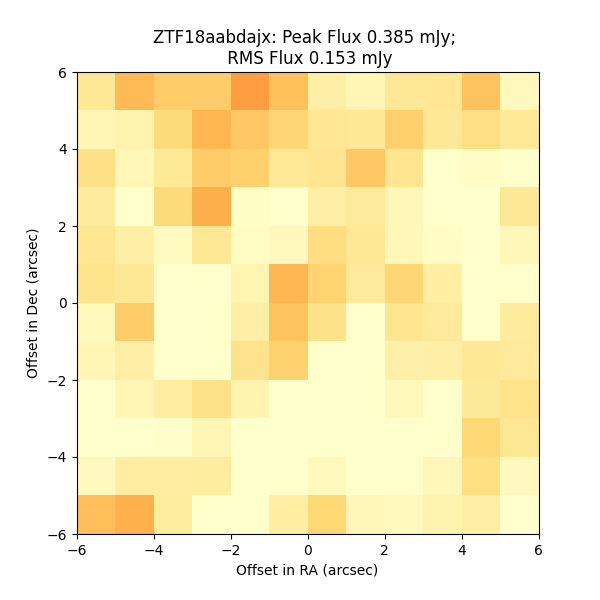 ZTF18aabdajx: Peak Flux 0.385 mJy;
RMS Flux 0.153 mJy
6
4
2
0
−2
−4
−6
Offset in Dec (arcsec)
−6 −4 −2 0 2 4 6
Offset in RA (arcsec)